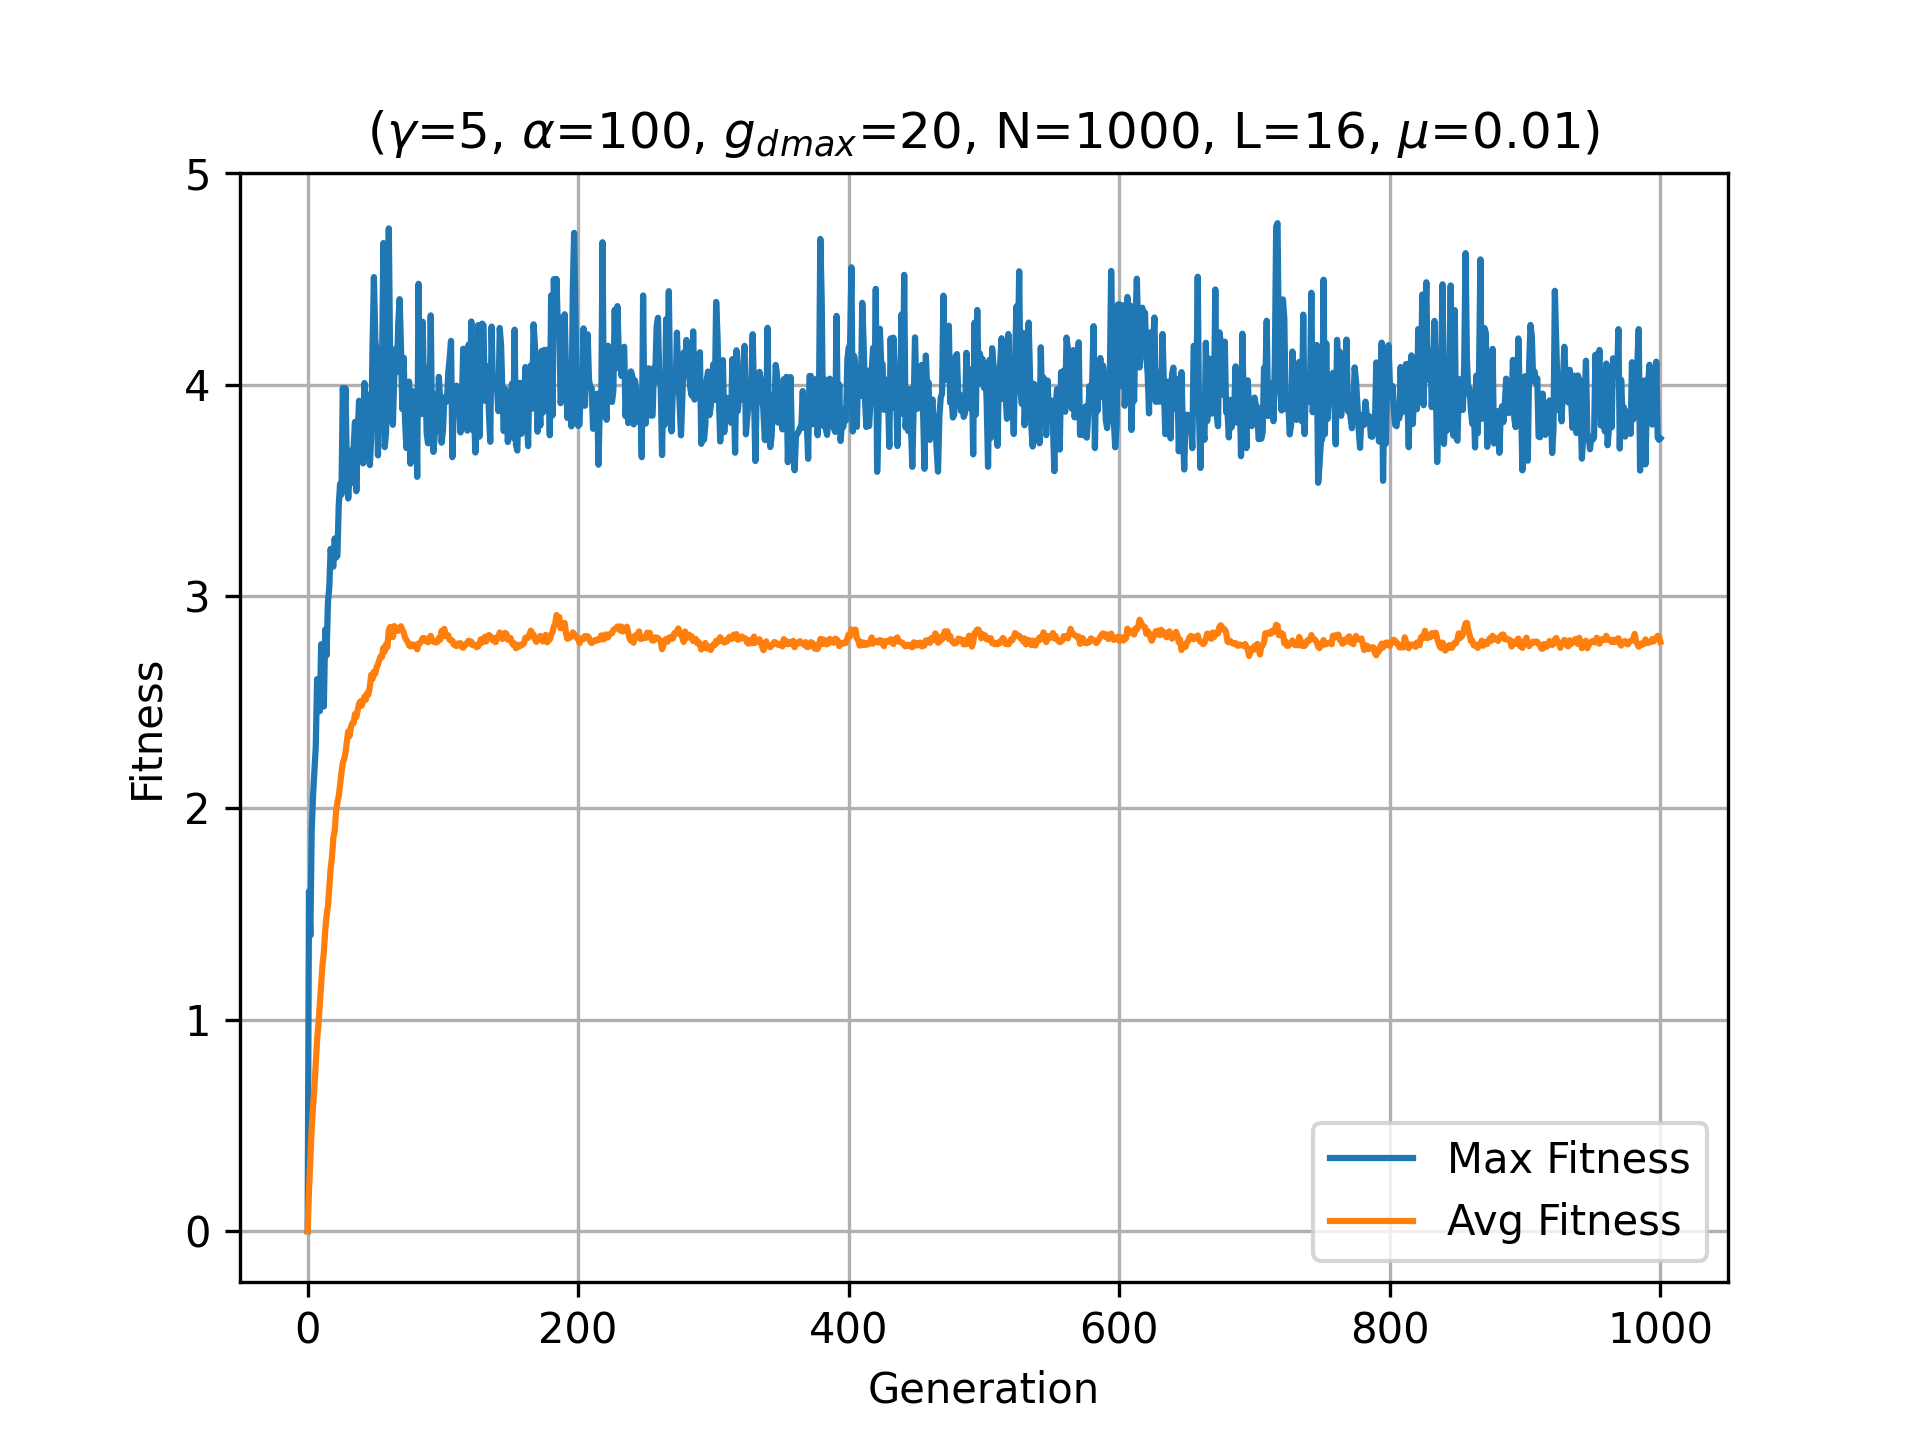 (γ=5, α=100, g_dmax=20, N=1000, L=16, μ=0.01)
5
4
3
2
1
0
Fitness
Max Fitness
Avg Fitness
0 200 400 600 800 1000
Generation